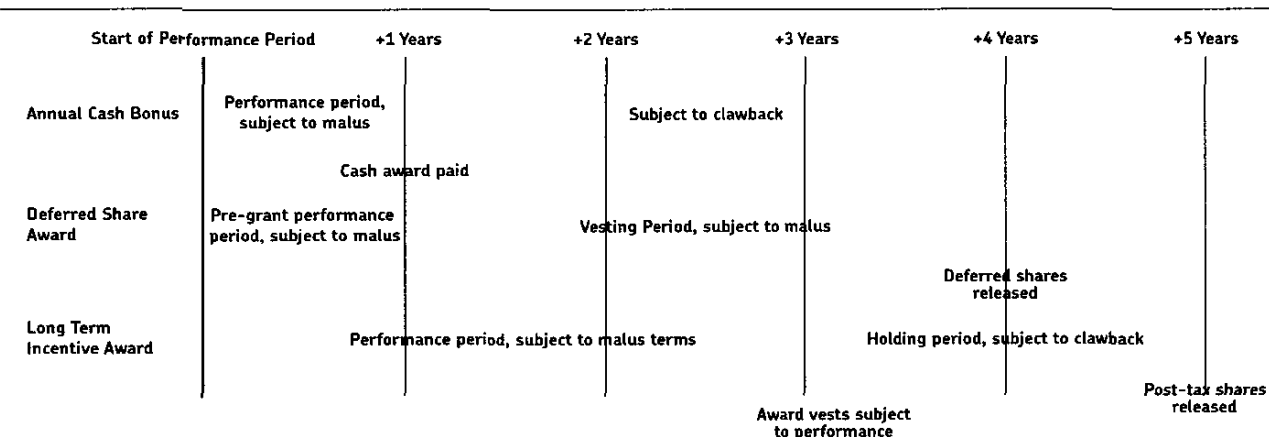 Start of Performance Period +1 Years +2 Years +3 Years +4 Years +5 Years
Annual Cash Bonus
Performance period,
subject to malus
Subject to clawback
Cash award paid
Deferred Share
Award
Pre-grant performance
period, subject to malus
Vesting Period, subject to malus
Deferred shares
released
Long Term
Incentive Award
Performance period, subject to malus terms
Holding period, subject to clawback
Post-tax shares
released
Award vests subject
to performance